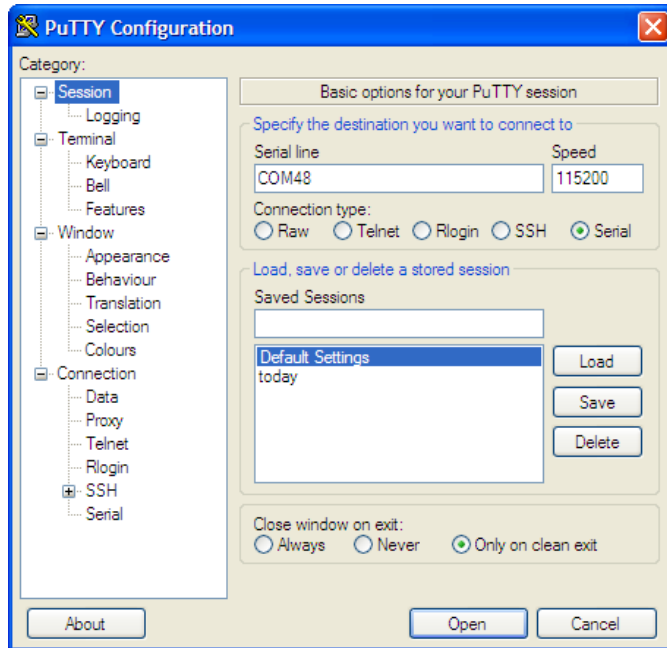 PuTTY Configuration
Category:
Session
Logging
Terminal
Keyboard
Bell
Features
Window
Appearance
Behaviour
Translation
Selection
Colours
Connection
Data
Proxy
Telnet
Rlogin
SSH
Serial
Basic options for your PuTTY session
Specify the destination you want to connect to
Serial line Speed
COM48 115200
Connection type:
Raw Telnet Rlogin SSH Serial
Load, save or delete a stored session
Saved Sessions
Default Settings
today
Load
Save
Delete
Close window on exit:
Always Never Only on clean exit
About Open Cancel